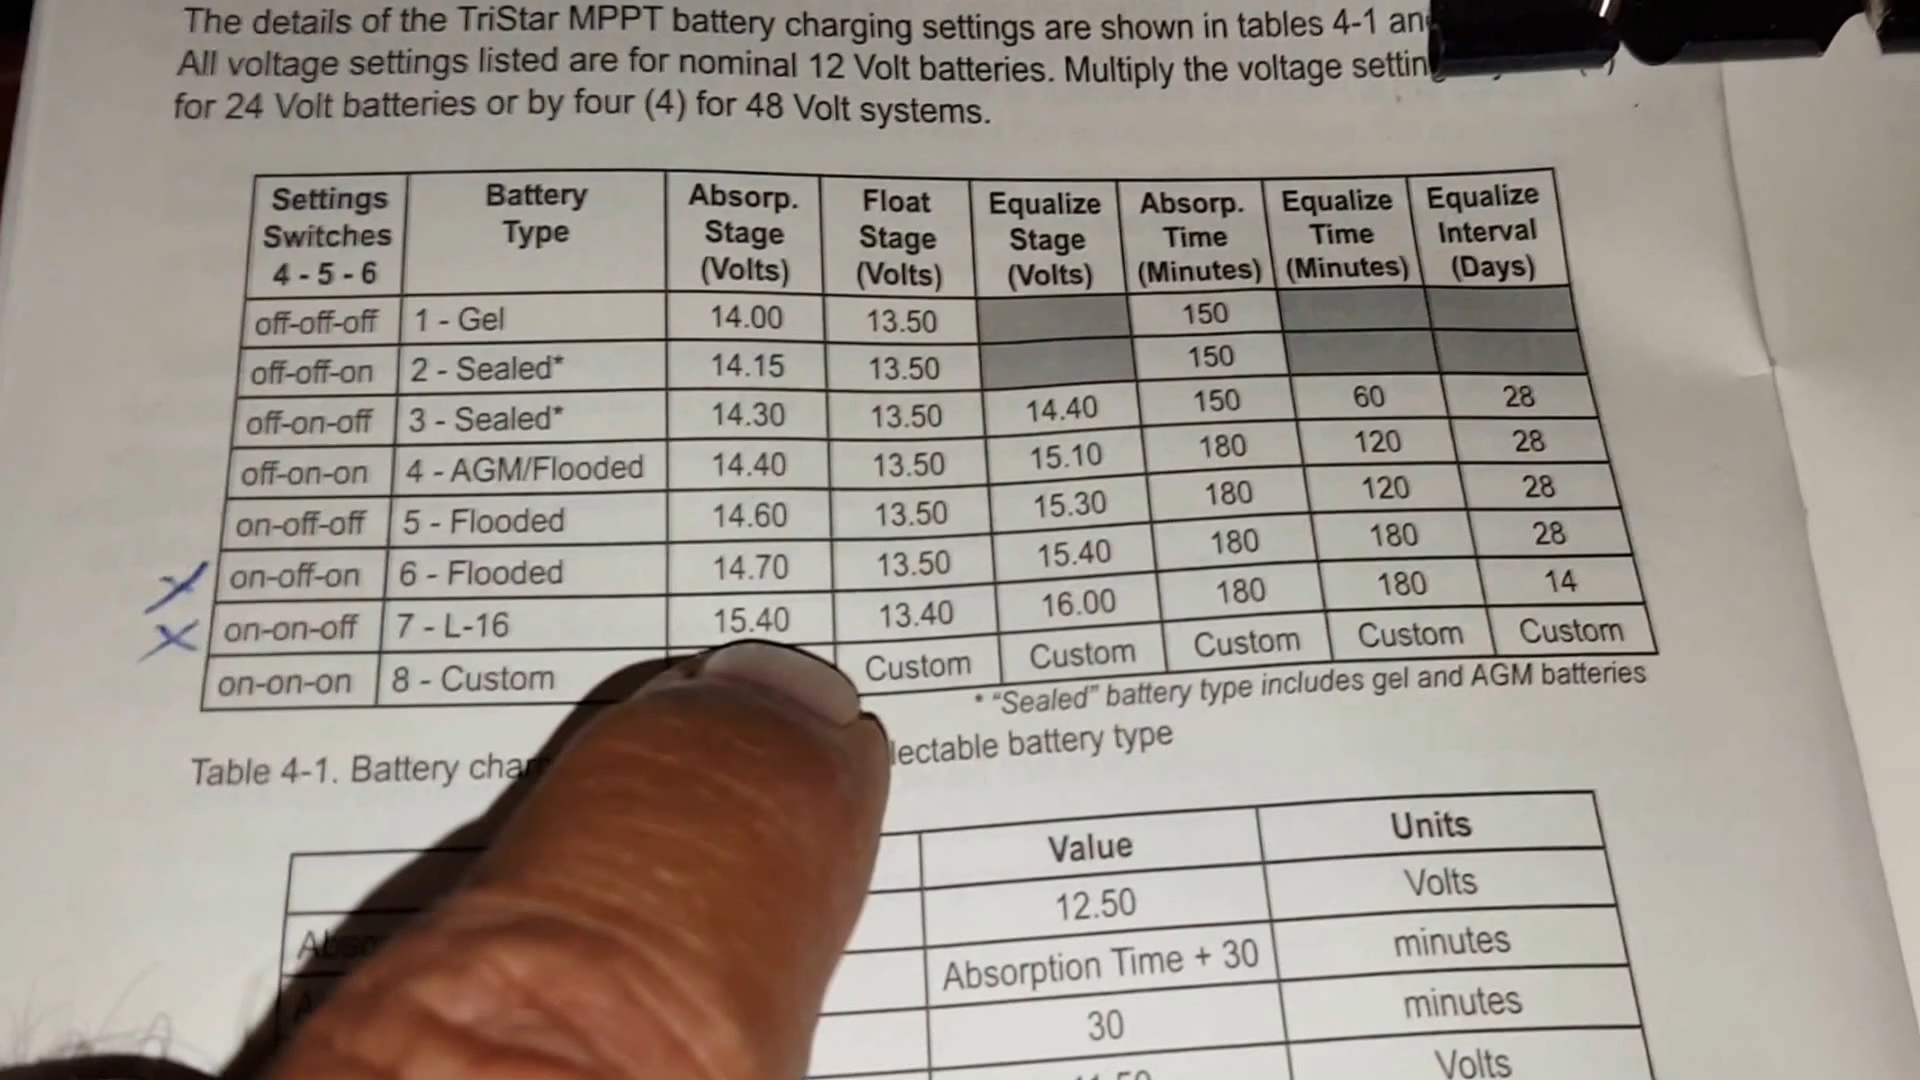 The details of the TriStar MPPT battery charging settings are shown in tables 4-1 an
All voltage settings listed are for nominal 12 Volt batteries. Multiply the voltage settin
for 24 Volt batteries or by four (4) for 48 Volt systems.
Settings Switches 4 - 5 - 6 Battery Type Absorp. Stage (Volts) Float Stage (Volts) Equalize Stage (Volts) Absorp. Time (Minutes) Equalize Time (Minutes) Equalize Interval (Days)
off-off-off 1 - Gel 14.00 13.50 150
off-off-on 2 - Sealed* 14.15 13.50 150
off-on-off 3 - Sealed* 14.30 13.50 14.40 150 60 28
off-on-on 4 - AGM/Flooded 14.40 13.50 15.10 180 120 28
on-off-off 5 - Flooded 14.60 13.50 15.30 180 120 28
on-off-on 6 - Flooded 14.70 13.50 15.40 180 180 28
on-on-off 7 - L-16 15.40 13.40 16.00 180 180 14
on-on-on 8 - Custom Custom Custom Custom Custom Custom
* "Sealed" battery type includes gel and AGM batteries
Table 4-1. Battery char lectable battery type
Value Units
12.50 Volts
Absorption Time + 30 minutes
30 minutes
Volts